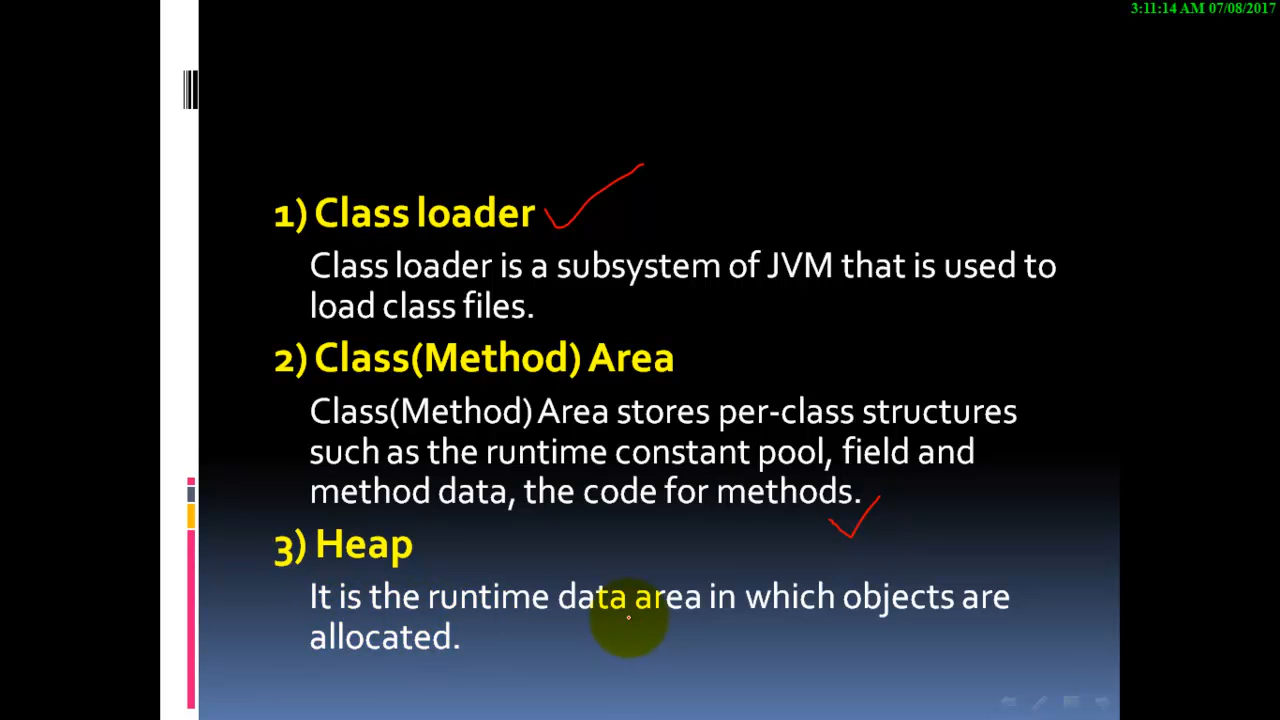 3:11:14 AM 07/08/2017
1) Class loader
Class loader is a subsystem of JVM that is used to
load class files.
2) Class(Method) Area
Class(Method) Area stores per-class structures
such as the runtime constant pool, field and
method data, the code for methods.
3) Heap
It is the runtime data area in which objects are
allocated.